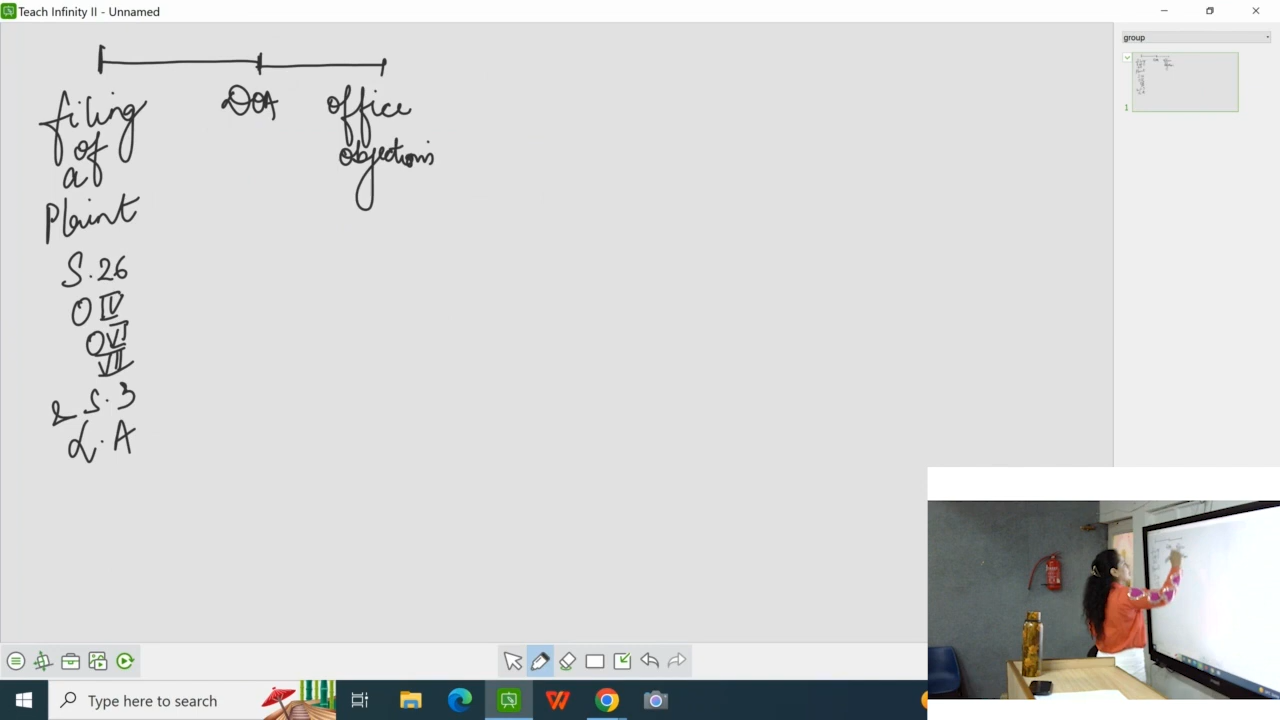 Teach Infinity II - Unnamed
group
filing
of
a
Plaint
DOA
office
objections
S.26
O IV
O VI
VII
& S.3
L.A
1
Type here to search